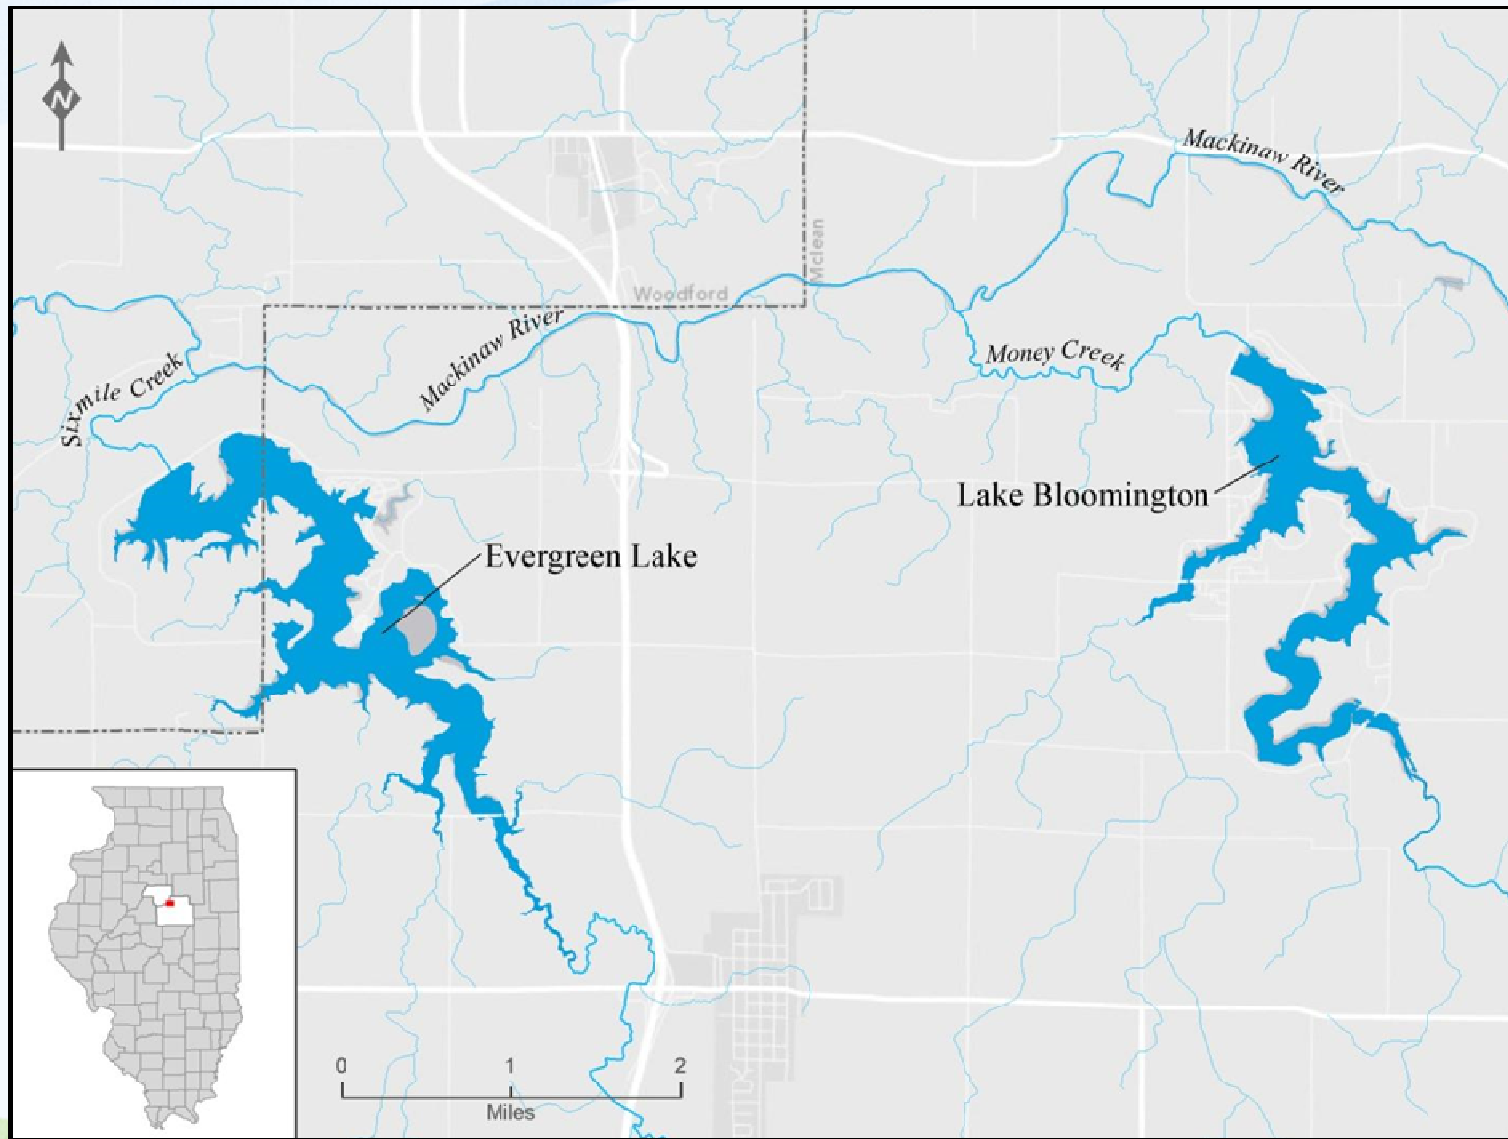 N
Mackinaw River
Mclean
Woodford
Mackinaw River
Money Creek
Sixmile Creek
Lake Bloomington
Evergreen Lake
0 1 2
Miles